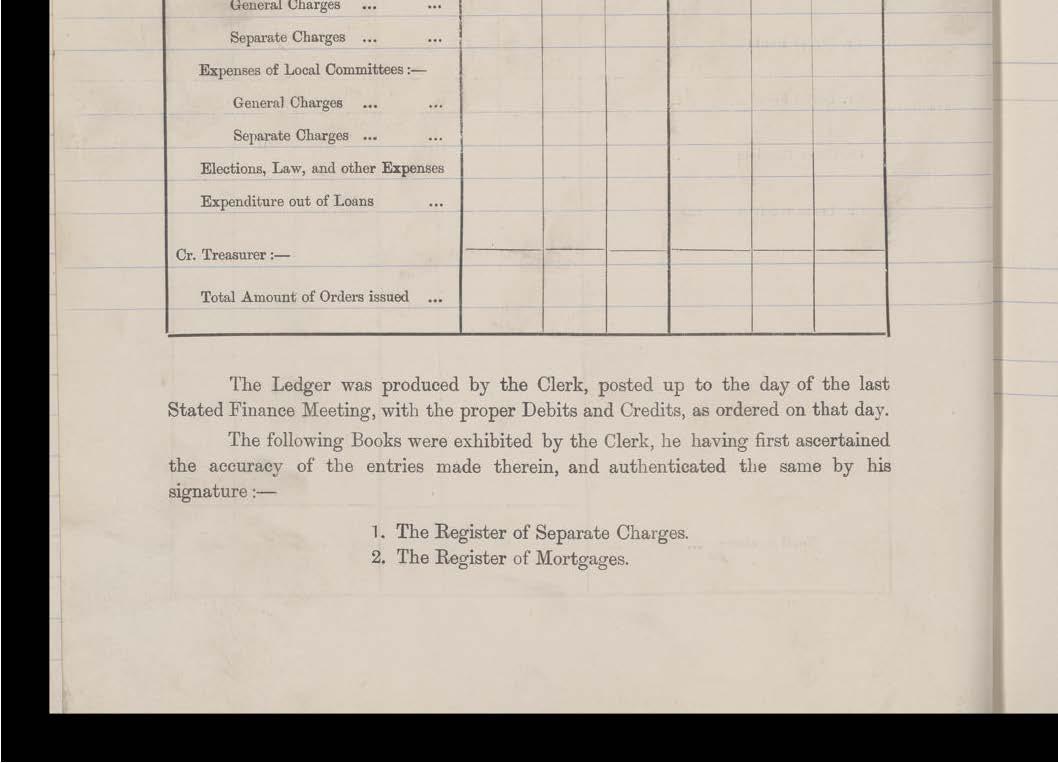 General Charges ... ...
Separate Charges ... ...
Expenses of Local Committees :—
General Charges ... ...
Separate Charges ... ...
Elections, Law, and other Expenses
Expenditure out of Loans ...
Cr. Treasurer :—
Total Amount of Orders issued ...
The Ledger was produced by the Clerk, posted up to the day of the last
Stated Finance Meeting, with the proper Debits and Credits, as ordered on that day.
The following Books were exhibited by the Clerk, he having first ascertained
the accuracy of the entries made therein, and authenticated the same by his
signature :—
1. The Register of Separate Charges.
2. The Register of Mortgages.